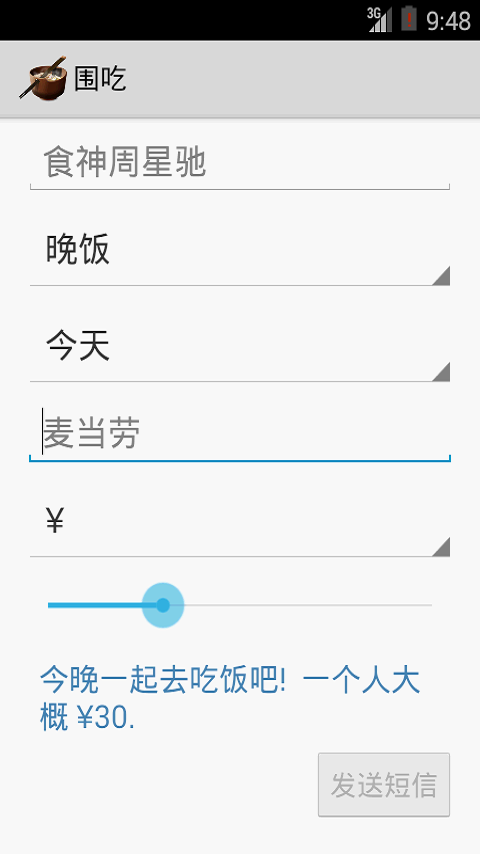 3G 9:48
围吃
食神周星驰
晚饭
今天
麦当劳
¥
今晚一起去吃饭吧! 一个人大
概 ¥30.
发送短信